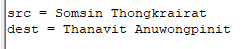 src = Somsin Thongkrairat
dest = Thanavit Anuwongpinit